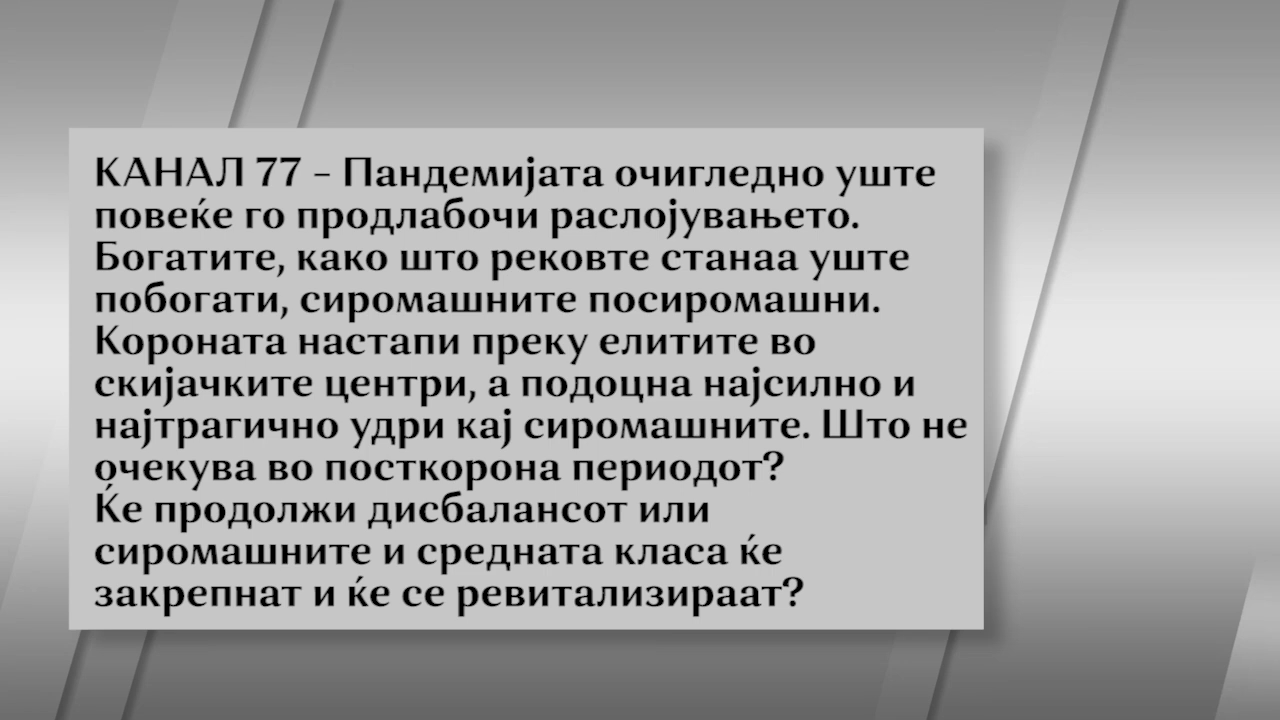 КАНАЛ 77 – Пандемијата очигледно уште
повеќе го продлабочи раслојувањето.
Богатите, како што рековте станаа уште
побогати, сиромашните посиромашни.
Короната настапи преку елитите во
скијачките центри, а подоцна најсилно и
најтрагично удри кај сиромашните. Што не
очекува во посткорона периодот?
Ќе продолжи дисбалансот или
сиромашните и средната класа ќе
закрепнат и ќе се ревитализираат?